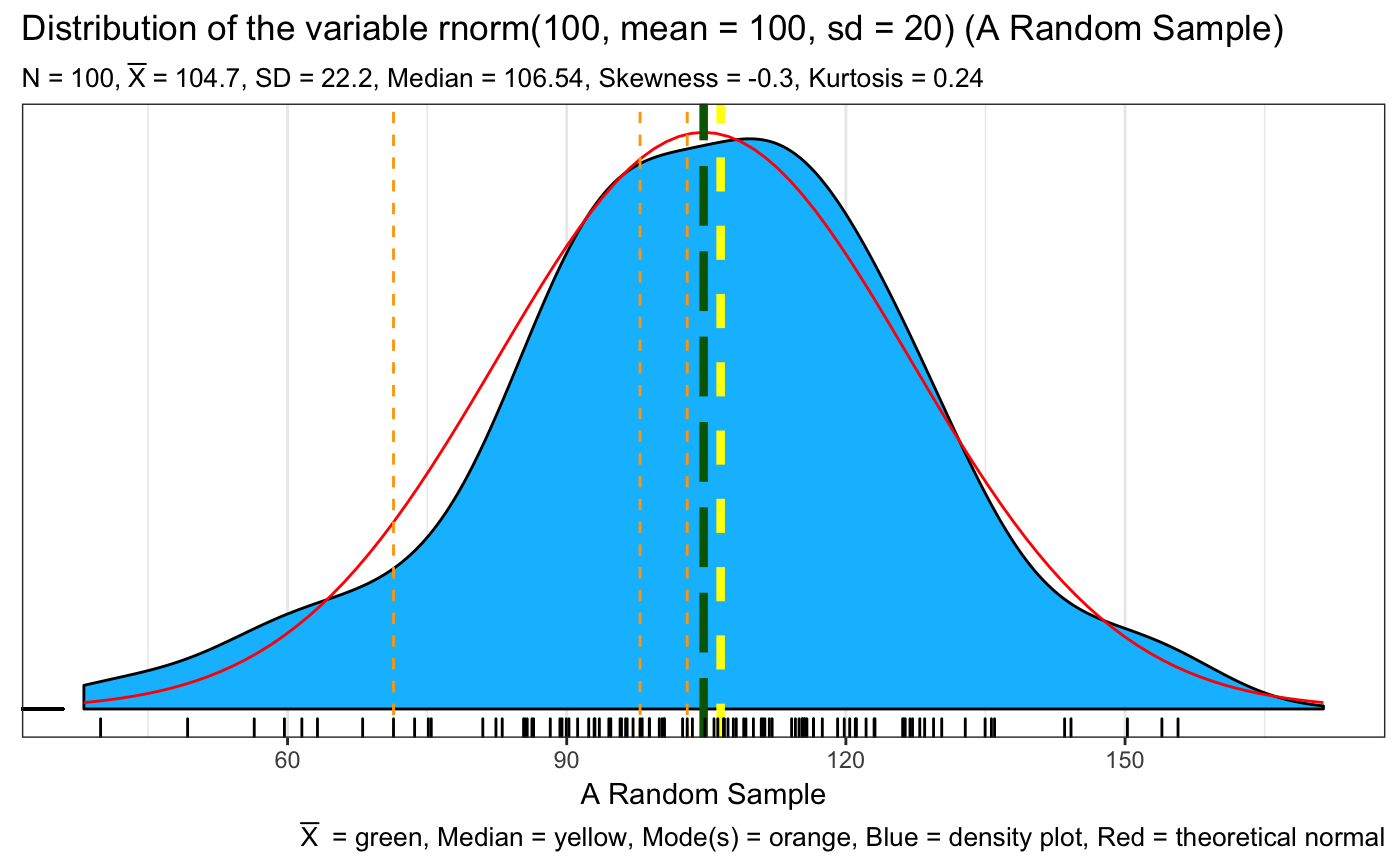 Distribution of the variable rnorm(100, mean = 100, sd = 20) (A Random Sample)
N = 100, X̅ = 104.7, SD = 22.2, Median = 106.54, Skewness = -0.3, Kurtosis = 0.24
60 90 120 150
A Random Sample
X̅ = green, Median = yellow, Mode(s) = orange, Blue = density plot, Red = theoretical normal